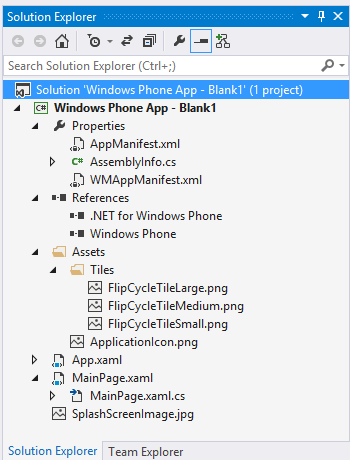 Solution Explorer
Search Solution Explorer (Ctrl+;)
Solution 'Windows Phone App - Blank1' (1 project)
C# Windows Phone App - Blank1
Properties
AppManifest.xml
C# AssemblyInfo.cs
WMAppManifest.xml
References
.NET for Windows Phone
Windows Phone
Assets
Tiles
FlipCycleTileLarge.png
FlipCycleTileMedium.png
FlipCycleTileSmall.png
ApplicationIcon.png
App.xaml
MainPage.xaml
MainPage.xaml.cs
SplashScreenImage.jpg
Solution Explorer Team Explorer